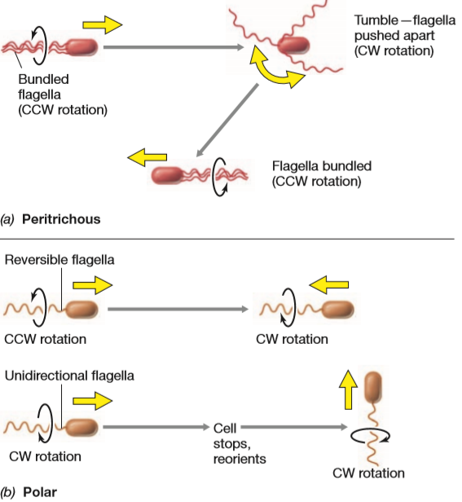 Tumble—flagella
pushed apart
(CW rotation)
Bundled
flagella
(CCW rotation)
Flagella bundled
(CCW rotation)
(a) Peritrichous
Reversible flagella
CCW rotation
CW rotation
Unidirectional flagella
CW rotation
Cell
stops,
reorients
CW rotation
(b) Polar